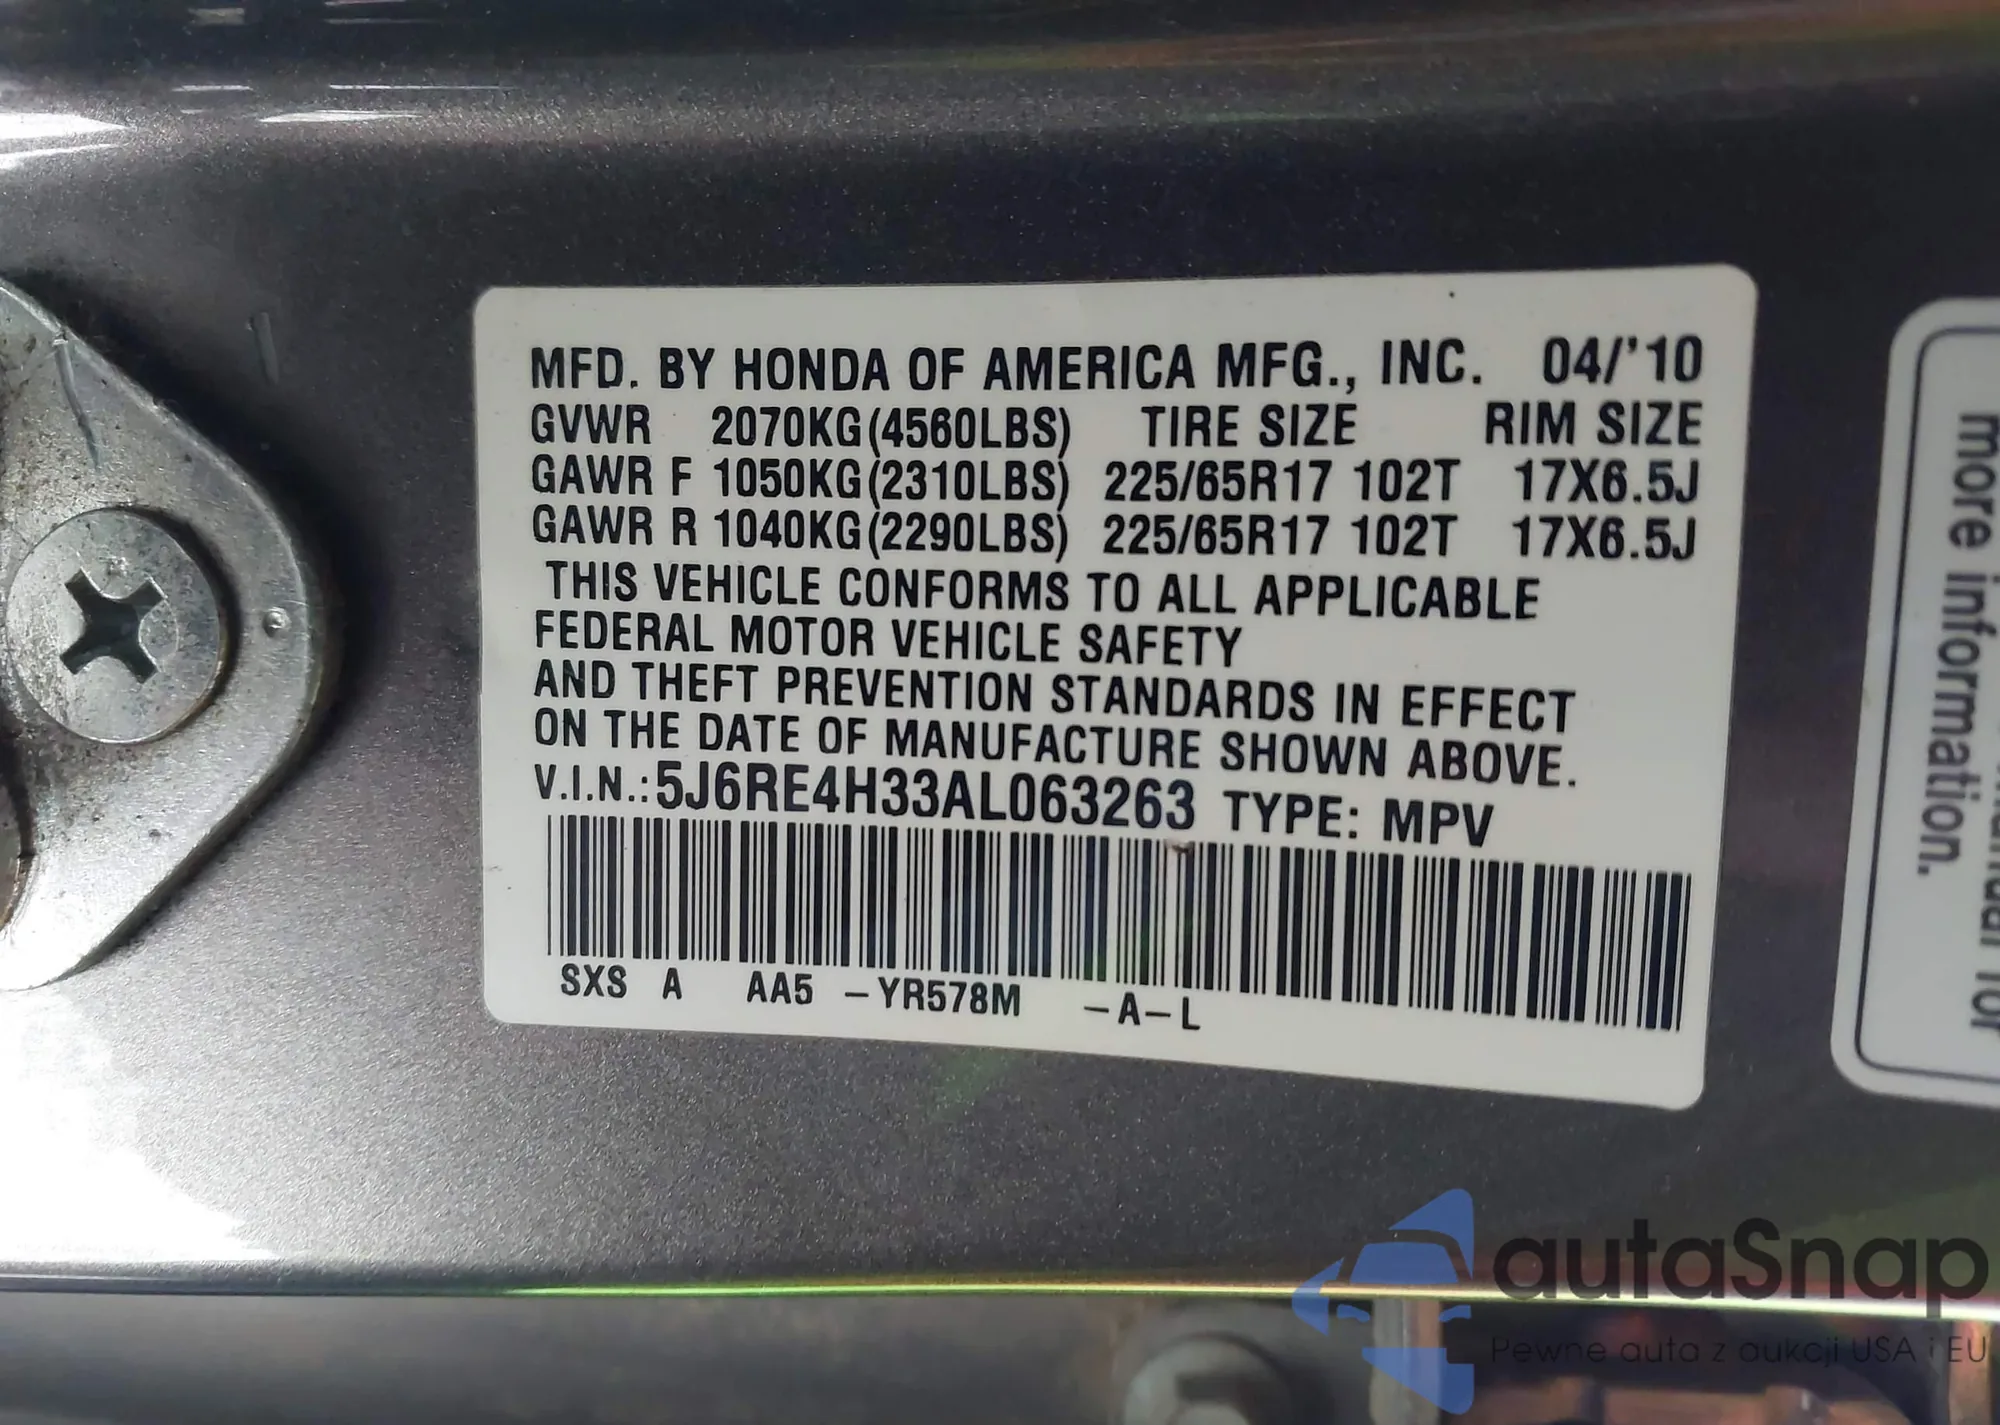 MFD. BY HONDA OF AMERICA MFG., INC. 04/'10
GVWR 2070KG(4560LBS) TIRE SIZE RIM SIZE
GAWR F 1050KG(2310LBS) 225/65R17 102T 17X6.5J
GAWR R 1040KG(2290LBS) 225/65R17 102T 17X6.5J
THIS VEHICLE CONFORMS TO ALL APPLICABLE
FEDERAL MOTOR VEHICLE SAFETY
AND THEFT PREVENTION STANDARDS IN EFFECT
ON THE DATE OF MANUFACTURE SHOWN ABOVE.
V.I.N.:5J6RE4H33AL063263 TYPE: MPV
SXS A AA5 -YR578M -A-L
for
more information.
autaSnap
Pewne auta z aukcji USA i EU